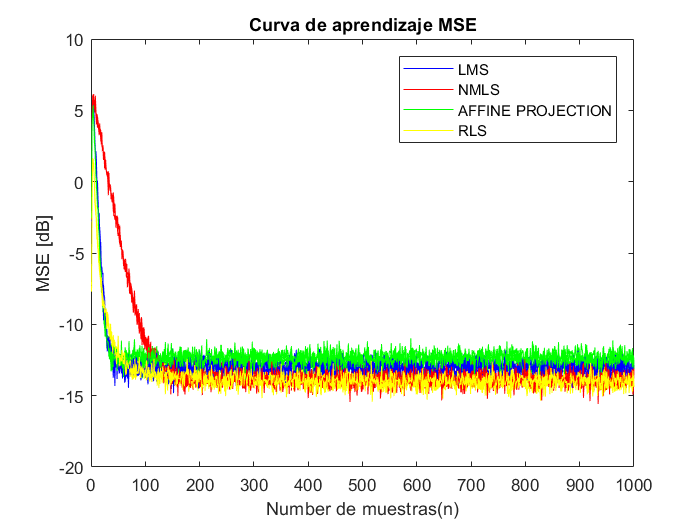 Curva de aprendizaje MSE
10
5
0
-5
-10
-15
-20
MSE [dB]
LMS
NMLS
AFFINE PROJECTION
RLS
0 100 200 300 400 500 600 700 800 900 1000
Number de muestras(n)